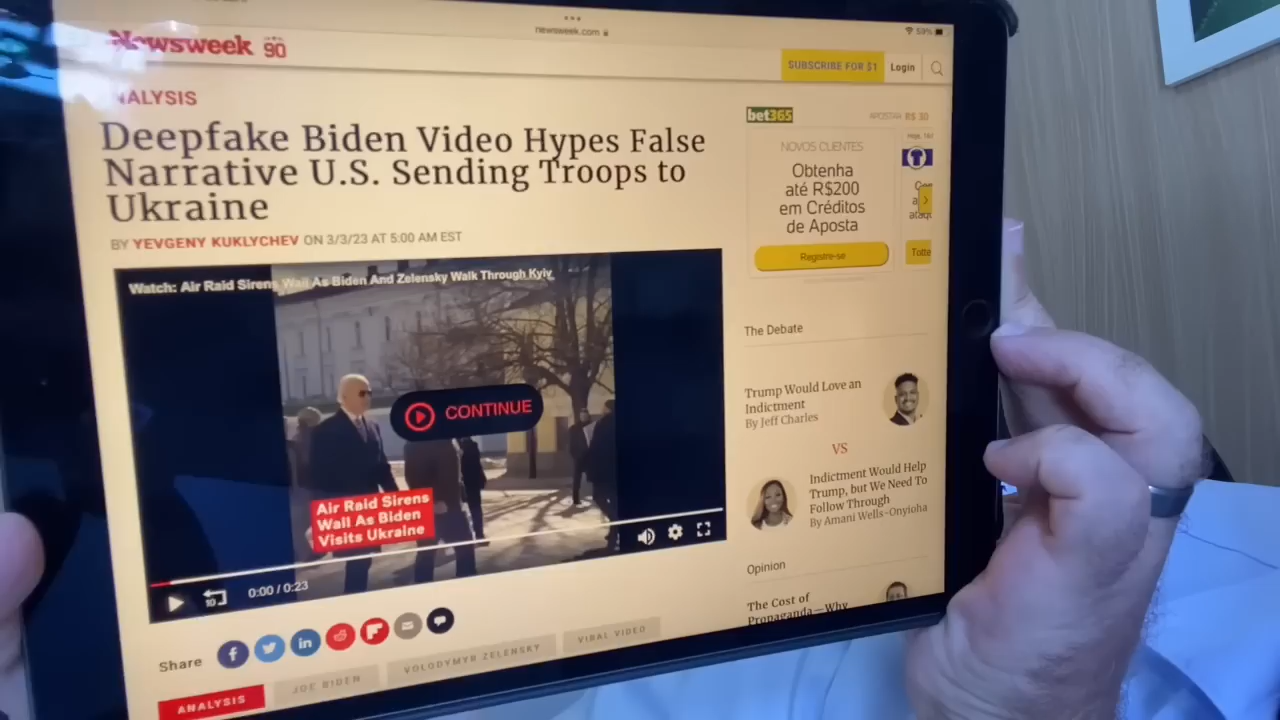 newsweek.com
59%
Newsweek 90
SUBSCRIBE FOR $1
Login
NALYSIS
Deepfake Biden Video Hypes False
Narrative U.S. Sending Troops to
Ukraine
BY YEVGENY KUKLYCHEV ON 3/3/23 AT 5:00 AM EST
Watch: Air Raid Sirens Wail As Biden And Zelensky Walk Through Kyiv
CONTINUE
Air Raid Sirens
Wail As Biden
Visits Ukraine
10
0:00 / 0:23
Share
ANALYSIS
JOE BIDEN
VOLODYMYR ZELENSKY
VIRAL VIDEO
bet365
R$ 30
NOVOS CLIENTES
Obtenha
até R$200
em Créditos
de Aposta
Registre-se
The Debate
Trump Would Love an
Indictment
By Jeff Charles
VS
Indictment Would Help
Trump, but We Need To
Follow Through
By Amani Wells-Onyioha
Opinion
The Cost of
Propaganda—Why